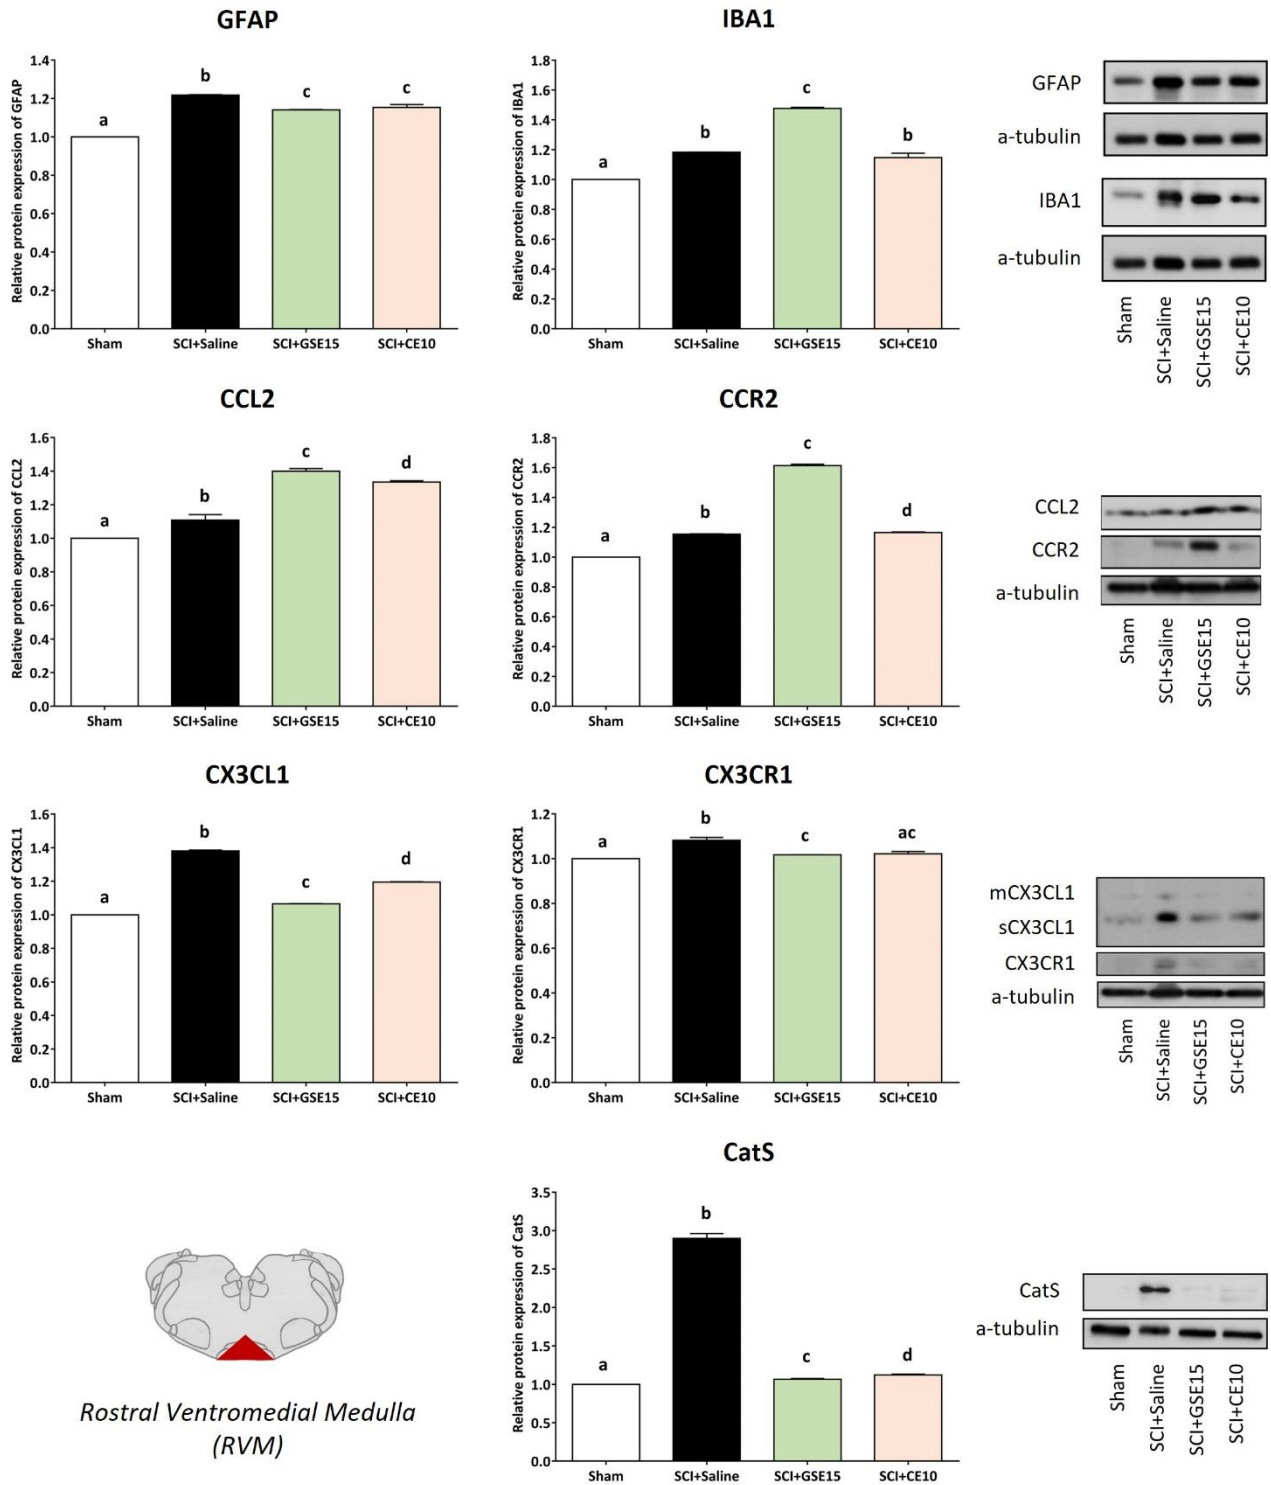 GFAP
Relative protein expression of GFAP
1.4
1.2
1.0
0.8
0.6
0.4
0.2
0.0
a
b
c
c
Sham SCI+Saline SCI+GSE15 SCI+CE10
IBA1
Relative protein expression of IBA1
1.8
1.6
1.4
1.2
1.0
0.8
0.6
0.4
0.2
0.0
a
b
c
b
Sham SCI+Saline SCI+GSE15 SCI+CE10
GFAP
a-tubulin
IBA1
a-tubulin
Sham
SCI+Saline
SCI+GSE15
SCI+CE10
CCL2
Relative protein expression of CCL2
1.6
1.4
1.2
1.0
0.8
0.6
0.4
0.2
0.0
a
b
c
d
Sham SCI+Saline SCI+GSE15 SCI+CE10
CCR2
Relative protein expression of CCR2
1.8
1.6
1.4
1.2
1.0
0.8
0.6
0.4
0.2
0.0
a
b
c
d
Sham SCI+Saline SCI+GSE15 SCI+CE10
CCL2
CCR2
a-tubulin
Sham
SCI+Saline
SCI+GSE15
SCI+CE10
CX3CL1
Relative protein expression of CX3CL1
1.6
1.4
1.2
1.0
0.8
0.6
0.4
0.2
0.0
a
b
c
d
Sham SCI+Saline SCI+GSE15 SCI+CE10
CX3CR1
Relative protein expression of CX3CR1
1.2
1.0
0.8
0.6
0.4
0.2
0.0
a
b
c
ac
Sham SCI+Saline SCI+GSE15 SCI+CE10
mCX3CL1
sCX3CL1
CX3CR1
a-tubulin
Sham
SCI+Saline
SCI+GSE15
SCI+CE10
Rostral Ventromedial Medulla
(RVM)
CatS
Relative protein expression of CatS
3.5
3.0
2.5
2.0
1.5
1.0
0.5
0.0
a
b
c
d
Sham SCI+Saline SCI+GSE15 SCI+CE10
CatS
a-tubulin
Sham
SCI+Saline
SCI+GSE15
SCI+CE10